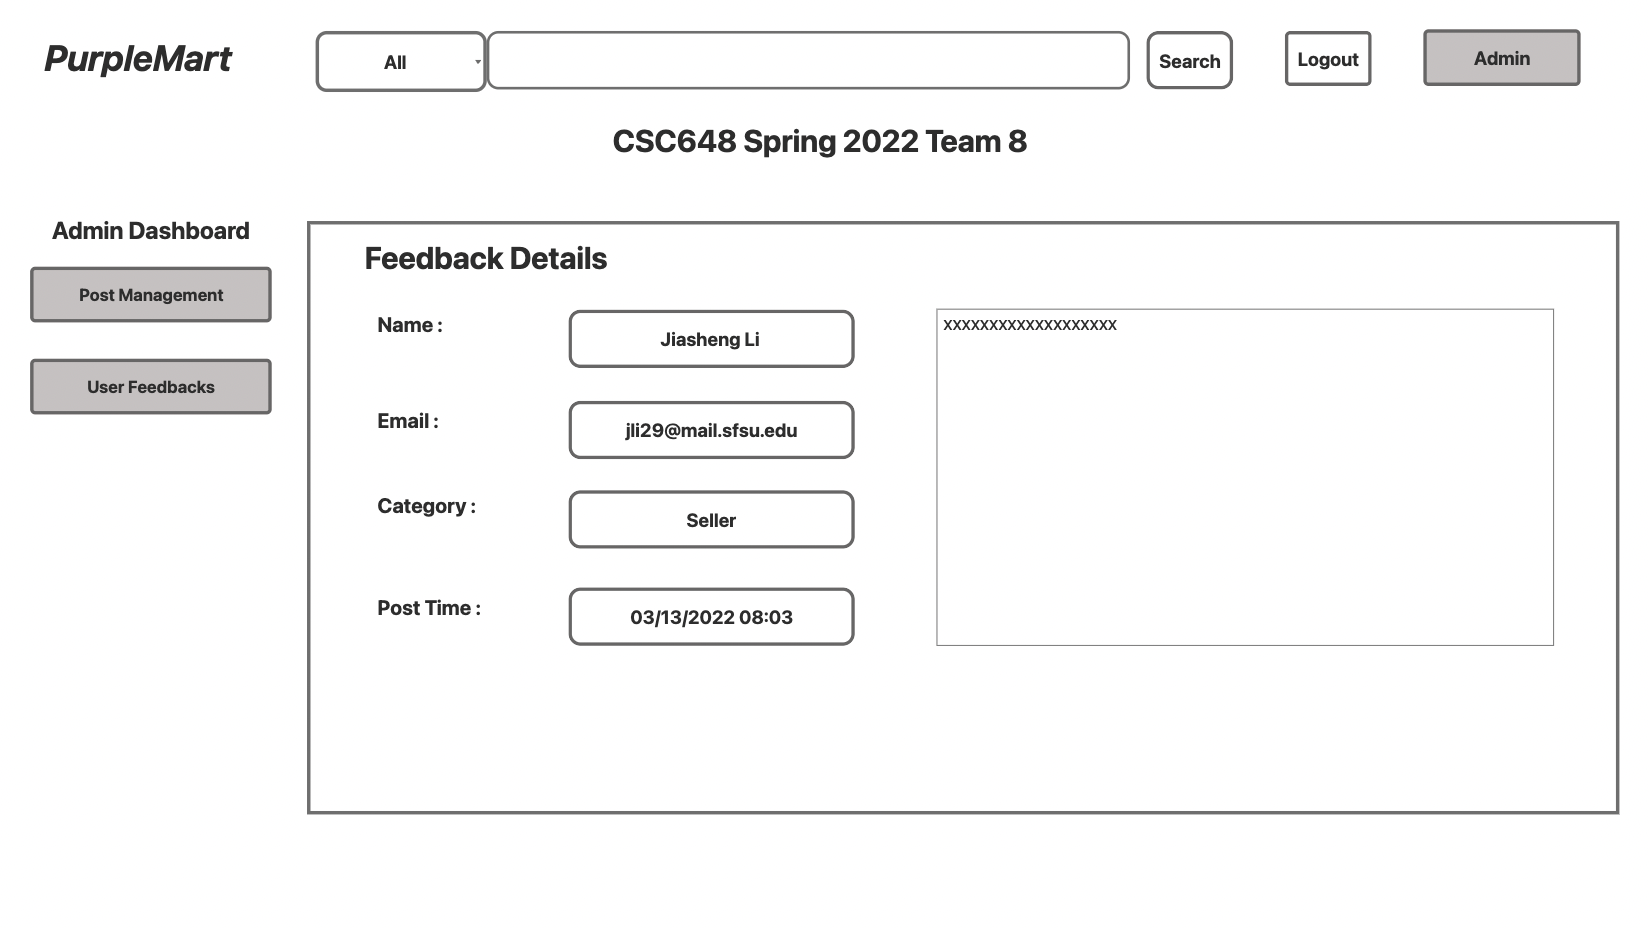 PurpleMart
All
Search
Logout
Admin
CSC648 Spring 2022 Team 8
Admin Dashboard
Post Management
User Feedbacks
Feedback Details
Name : Jiasheng Li
Email : jli29@mail.sfsu.edu
Category : Seller
Post Time : 03/13/2022 08:03
xxxxxxxxxxxxxxxxxxx